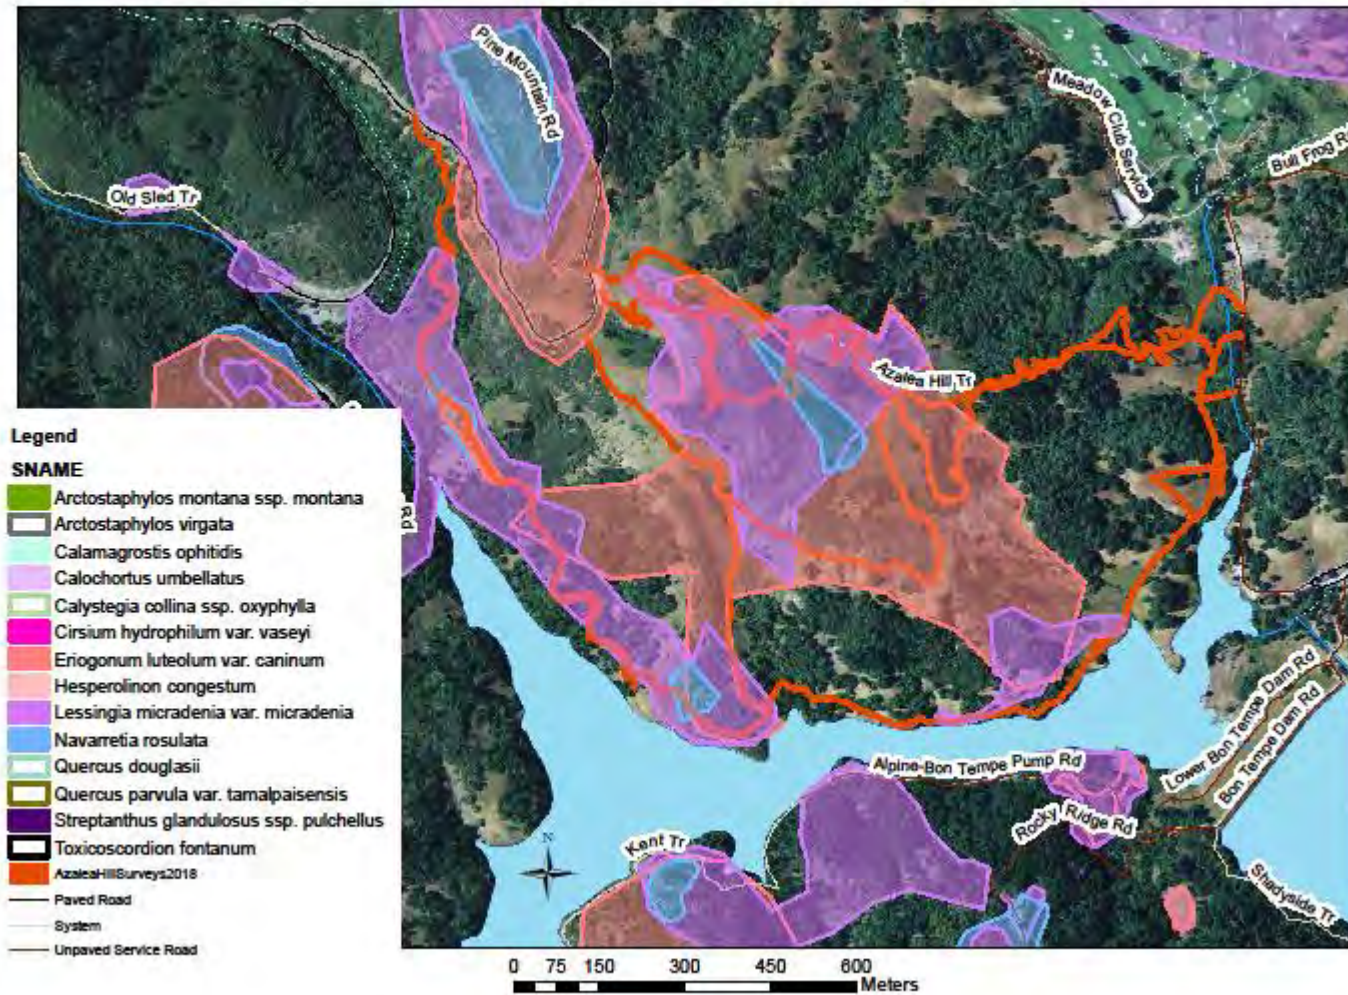 Pine Mountain Rd
Meadow Club Service
Bull Frog R
Old Sled Tr
Azalea Hill Tr
Rd
Legend
SNAME
Arctostaphylos montana ssp. montana
Arctostaphylos virgata
Calamagrostis ophitidis
Calochortus umbellatus
Calystegia collina ssp. oxyphylla
Cirsium hydrophilum var. vaseyi
Eriogonum luteolum var. caninum
Hesperolinon congestum
Lessingia micradenia var. micradenia
Navarretia rosulata
Quercus douglasii
Quercus parvula var. tamalpaisensis
Streptanthus glandulosus ssp. pulchellus
Toxicoscordion fontanum
AzaleaHillSurveys2018
Paved Road
System
Unpaved Service Road
Lower Bon Tempe Dam Rd
Bon Tempe Dam Rd
Alpine-Bon Tempe Pump Rd
Rocky Ridge Rd
Kent Tr
N
Shadyside Tr
0 75 150 300 450 600
Meters